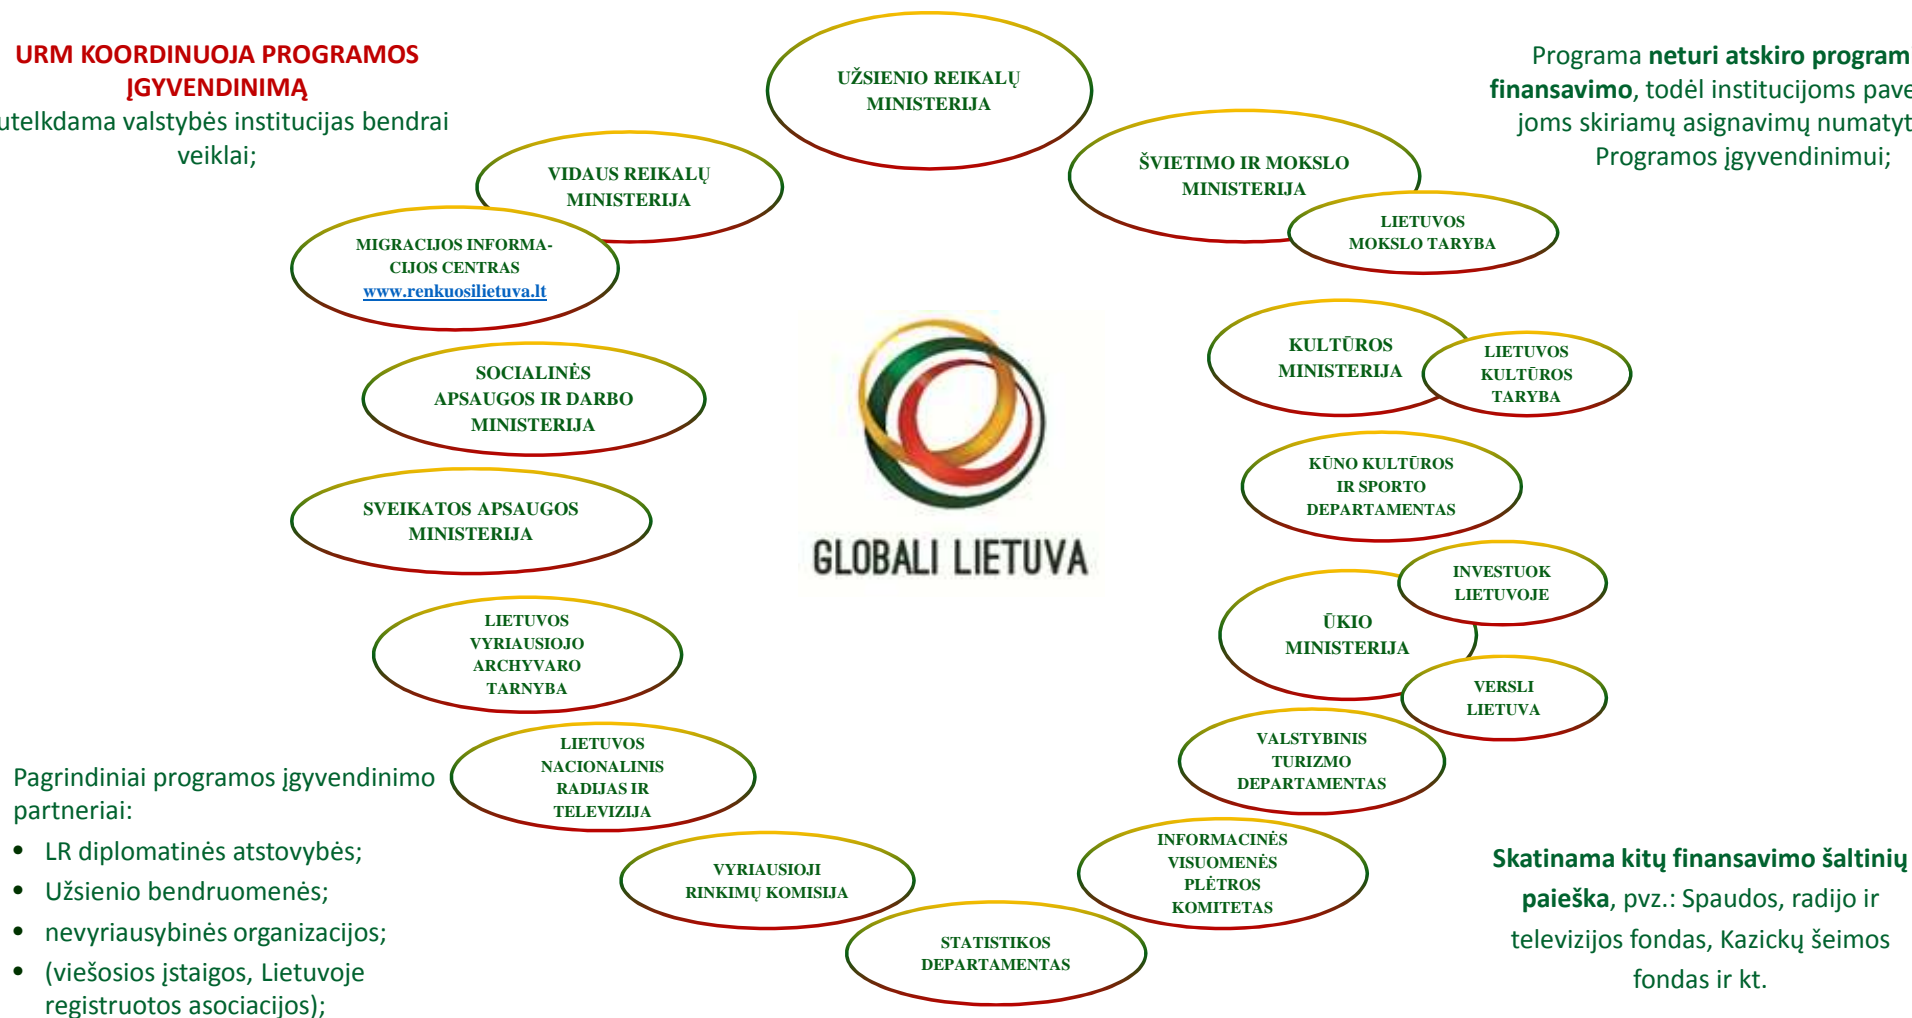 URM KOORDINUOJA PROGRAMOS
ĮGYVENDINIMĄ
valstybės institucijas bendrai
veiklai;
UŽSIENIO REIKALŲ
MINISTERIJA
Programa neturi atskiro
finansavimo, todėl institucijoms
joms skiriamų asignavimų
Programos įgyvendinimui;
VIDAUS REIKALŲ
MINISTERIJA
ŠVIETIMO IR MOKSLO
MINISTERIJA
LIETUVOS
MOKSLO TARYBA
MIGRACIJOS INFORMA-
CIJOS CENTRAS
www.renkuosilietuva.lt
KULTŪROS
MINISTERIJA
LIETUVOS
KULTŪROS
TARYBA
SOCIALINĖS
APSAUGOS IR DARBO
MINISTERIJA
KŪNO KULTŪROS
IR SPORTO
DEPARTAMENTAS
SVEIKATOS APSAUGOS
MINISTERIJA
GLOBALI LIETUVA
INVESTUOK
LIETUVOJE
ŪKIO
MINISTERIJA
VERSLI
LIETUVA
LIETUVOS
VYRIAUSIOJO
ARCHYVARO
TARNYBA
VALSTYBINIS
TURIZMO
DEPARTAMENTAS
LIETUVOS
NACIONALINIS
RADIJAS IR
TELEVIZIJA
INFORMACINĖS
VISUOMENĖS
PLĖTROS
KOMITETAS
VYRIAUSIOJI
RINKIMŲ KOMISIJA
STATISTIKOS
DEPARTAMENTAS
Pagrindiniai programos įgyvendinimo
partneriai:
• LR diplomatinės atstovybės;
• Užsienio bendruomenės;
• nevyriausybinės organizacijos;
• (viešosios įstaigos, Lietuvoje
registruotos asociacijos);
Skatinama kitų finansavimo šaltinių
paieška, pvz.: Spaudos, radijo ir
televizijos fondas, Kazickų šeimos
fondas ir kt.